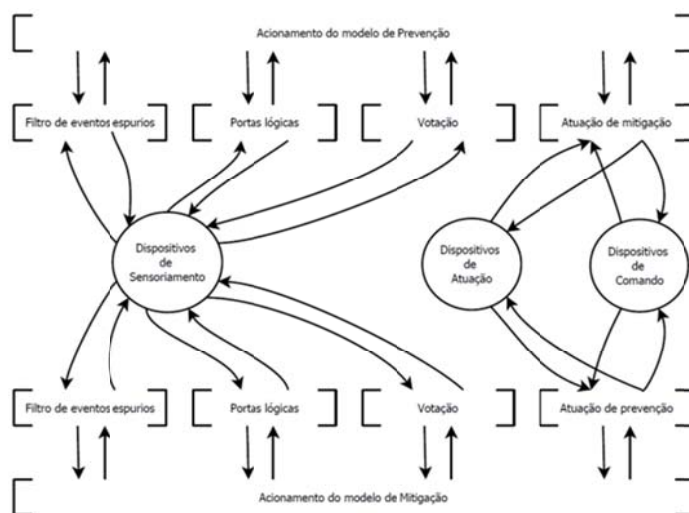 Acionamento do modelo de Prevenção
Filtro de eventos espurios
Portas lógicas
Votação
Atuação de mitigação
Dispositivos
de
Sensoriamento
Dispositivos
de
Atuação
Dispositivos
de
Comando
Filtro de eventos espurios
Portas lógicas
Votação
Atuação de prevenção
Acionamento do modelo de Mitigação